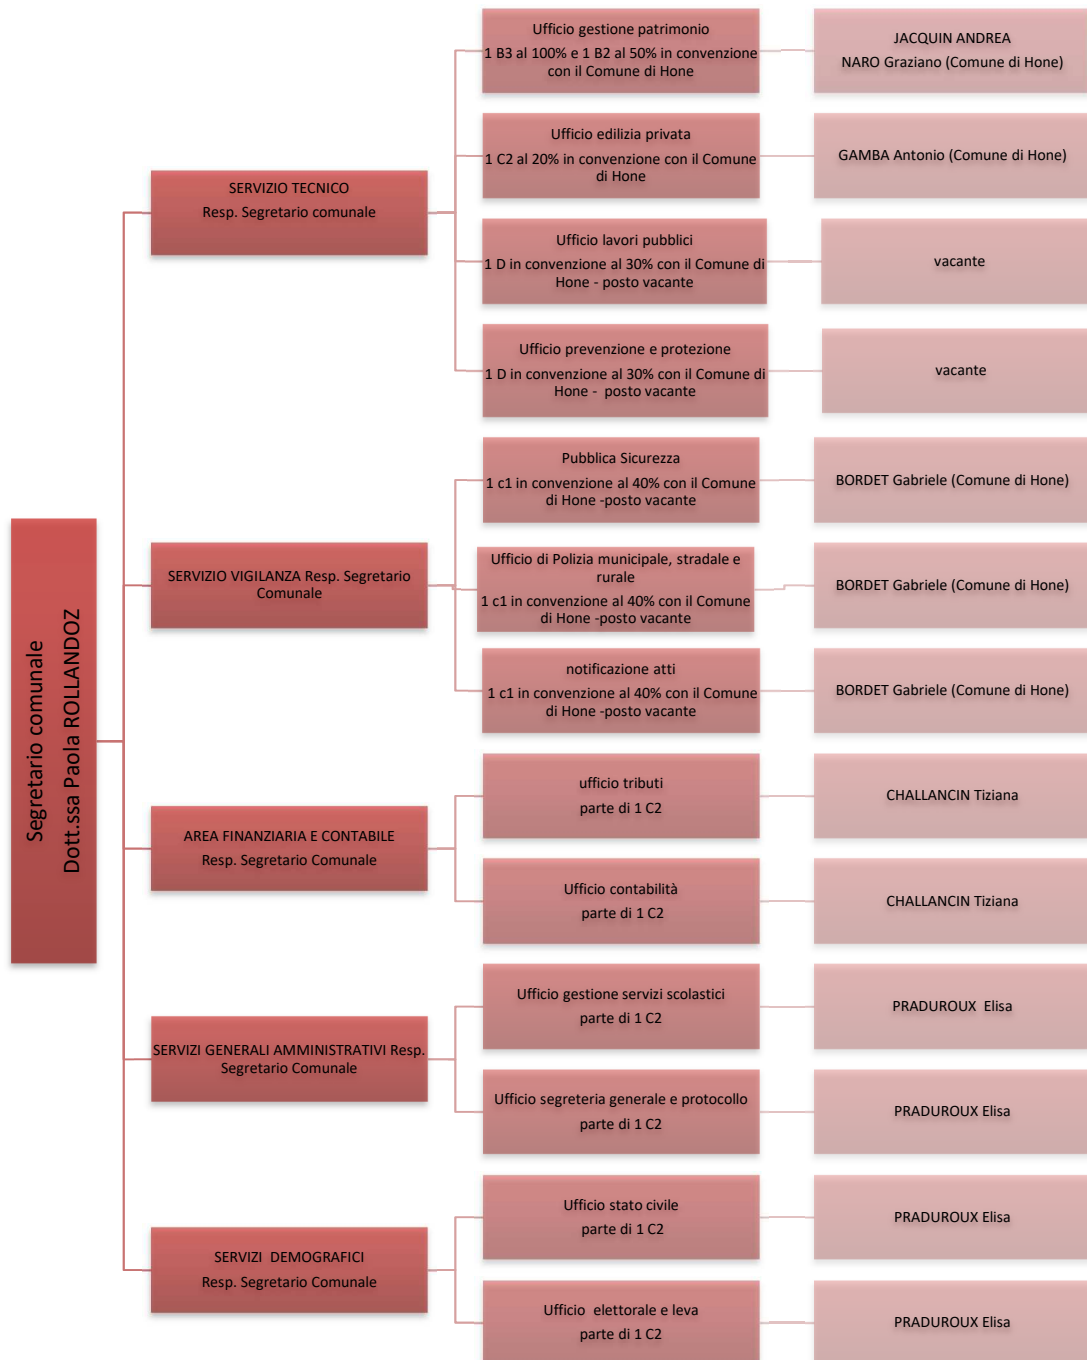 Segretario comunale
Dott.ssa Paola ROLLANDOZ
SERVIZIO TECNICO
Resp. Segretario comunale
Ufficio gestione patrimonio
1 B3 al 100% e 1 B2 al 50% in convenzione
con il Comune di Hone
JACQUIN ANDREA
NARO Graziano (Comune di Hone)
Ufficio edilizia privata
1 C2 al 20% in convenzione con il Comune
di Hone
GAMBA Antonio (Comune di Hone)
Ufficio lavori pubblici
1 D in convenzione al 30% con il Comune di
Hone - posto vacante
vacante
Ufficio prevenzione e protezione
1 D in convenzione al 30% con il Comune di
Hone - posto vacante
vacante
SERVIZIO VIGILANZA Resp. Segretario
Comunale
Pubblica Sicurezza
1 c1 in convenzione al 40% con il Comune
di Hone -posto vacante
BORDET Gabriele (Comune di Hone)
Ufficio di Polizia municipale, stradale e
rurale
1 c1 in convenzione al 40% con il Comune
di Hone -posto vacante
BORDET Gabriele (Comune di Hone)
notificazione atti
1 c1 in convenzione al 40% con il Comune
di Hone -posto vacante
BORDET Gabriele (Comune di Hone)
AREA FINANZIARIA E CONTABILE
Resp. Segretario Comunale
ufficio tributi
parte di 1 C2
CHALLANCIN Tiziana
Ufficio contabilità
parte di 1 C2
CHALLANCIN Tiziana
SERVIZI GENERALI AMMINISTRATIVI Resp.
Segretario Comunale
Ufficio gestione servizi scolastici
parte di 1 C2
PRADUROUX Elisa
Ufficio segreteria generale e protocollo
parte di 1 C2
PRADUROUX Elisa
SERVIZI DEMOGRAFICI
Resp. Segretario Comunale
Ufficio stato civile
parte di 1 C2
PRADUROUX Elisa
Ufficio elettorale e leva
parte di 1 C2
PRADUROUX Elisa